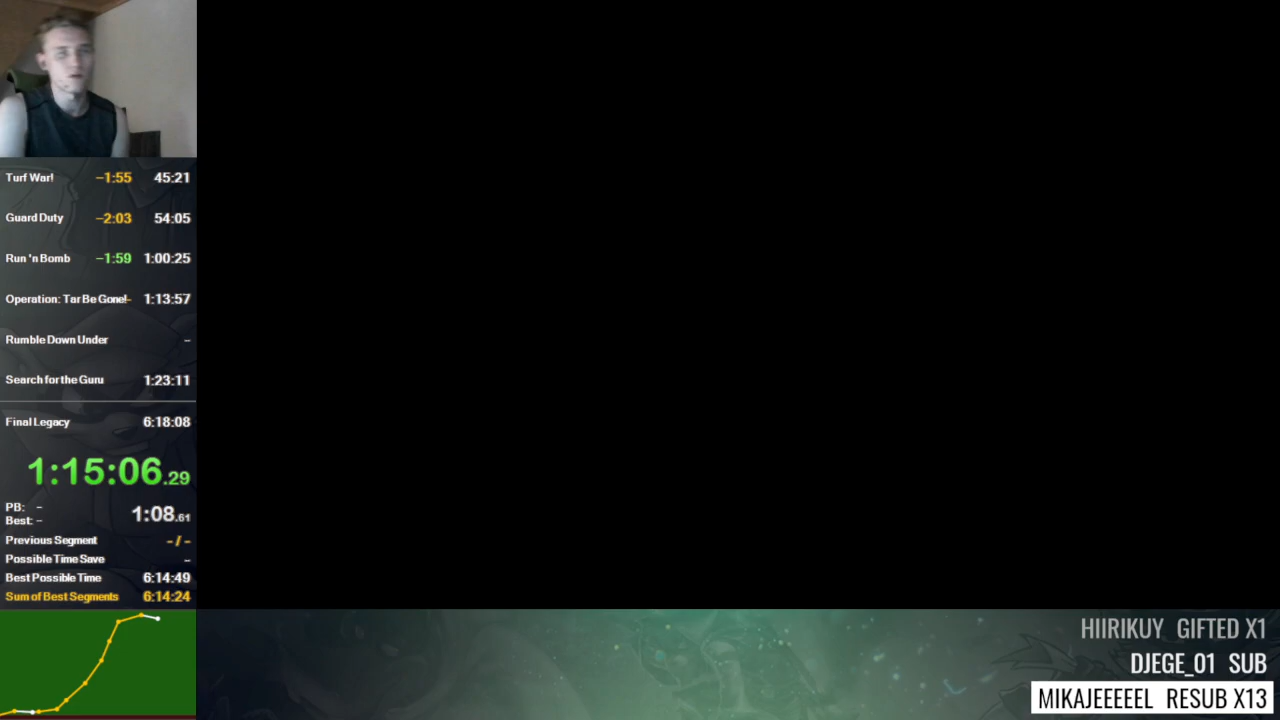 Turf War! −1:55 45:21
Guard Duty −2:03 54:05
Run 'n Bomb −1:59 1:00:25
Operation: Tar Be Gone!- 1:13:57
Rumble Down Under –
Search for the Guru 1:23:11
Final Legacy 6:18:08
1:15:06.29
PB: – 1:08.61
Best: –
Previous Segment - / -
Possible Time Save –
Best Possible Time 6:14:49
Sum of Best Segments 6:14:24
HIIRIKUY GIFTED X1
DJEGE_01 SUB
MIKAJEEEEEL RESUB X13